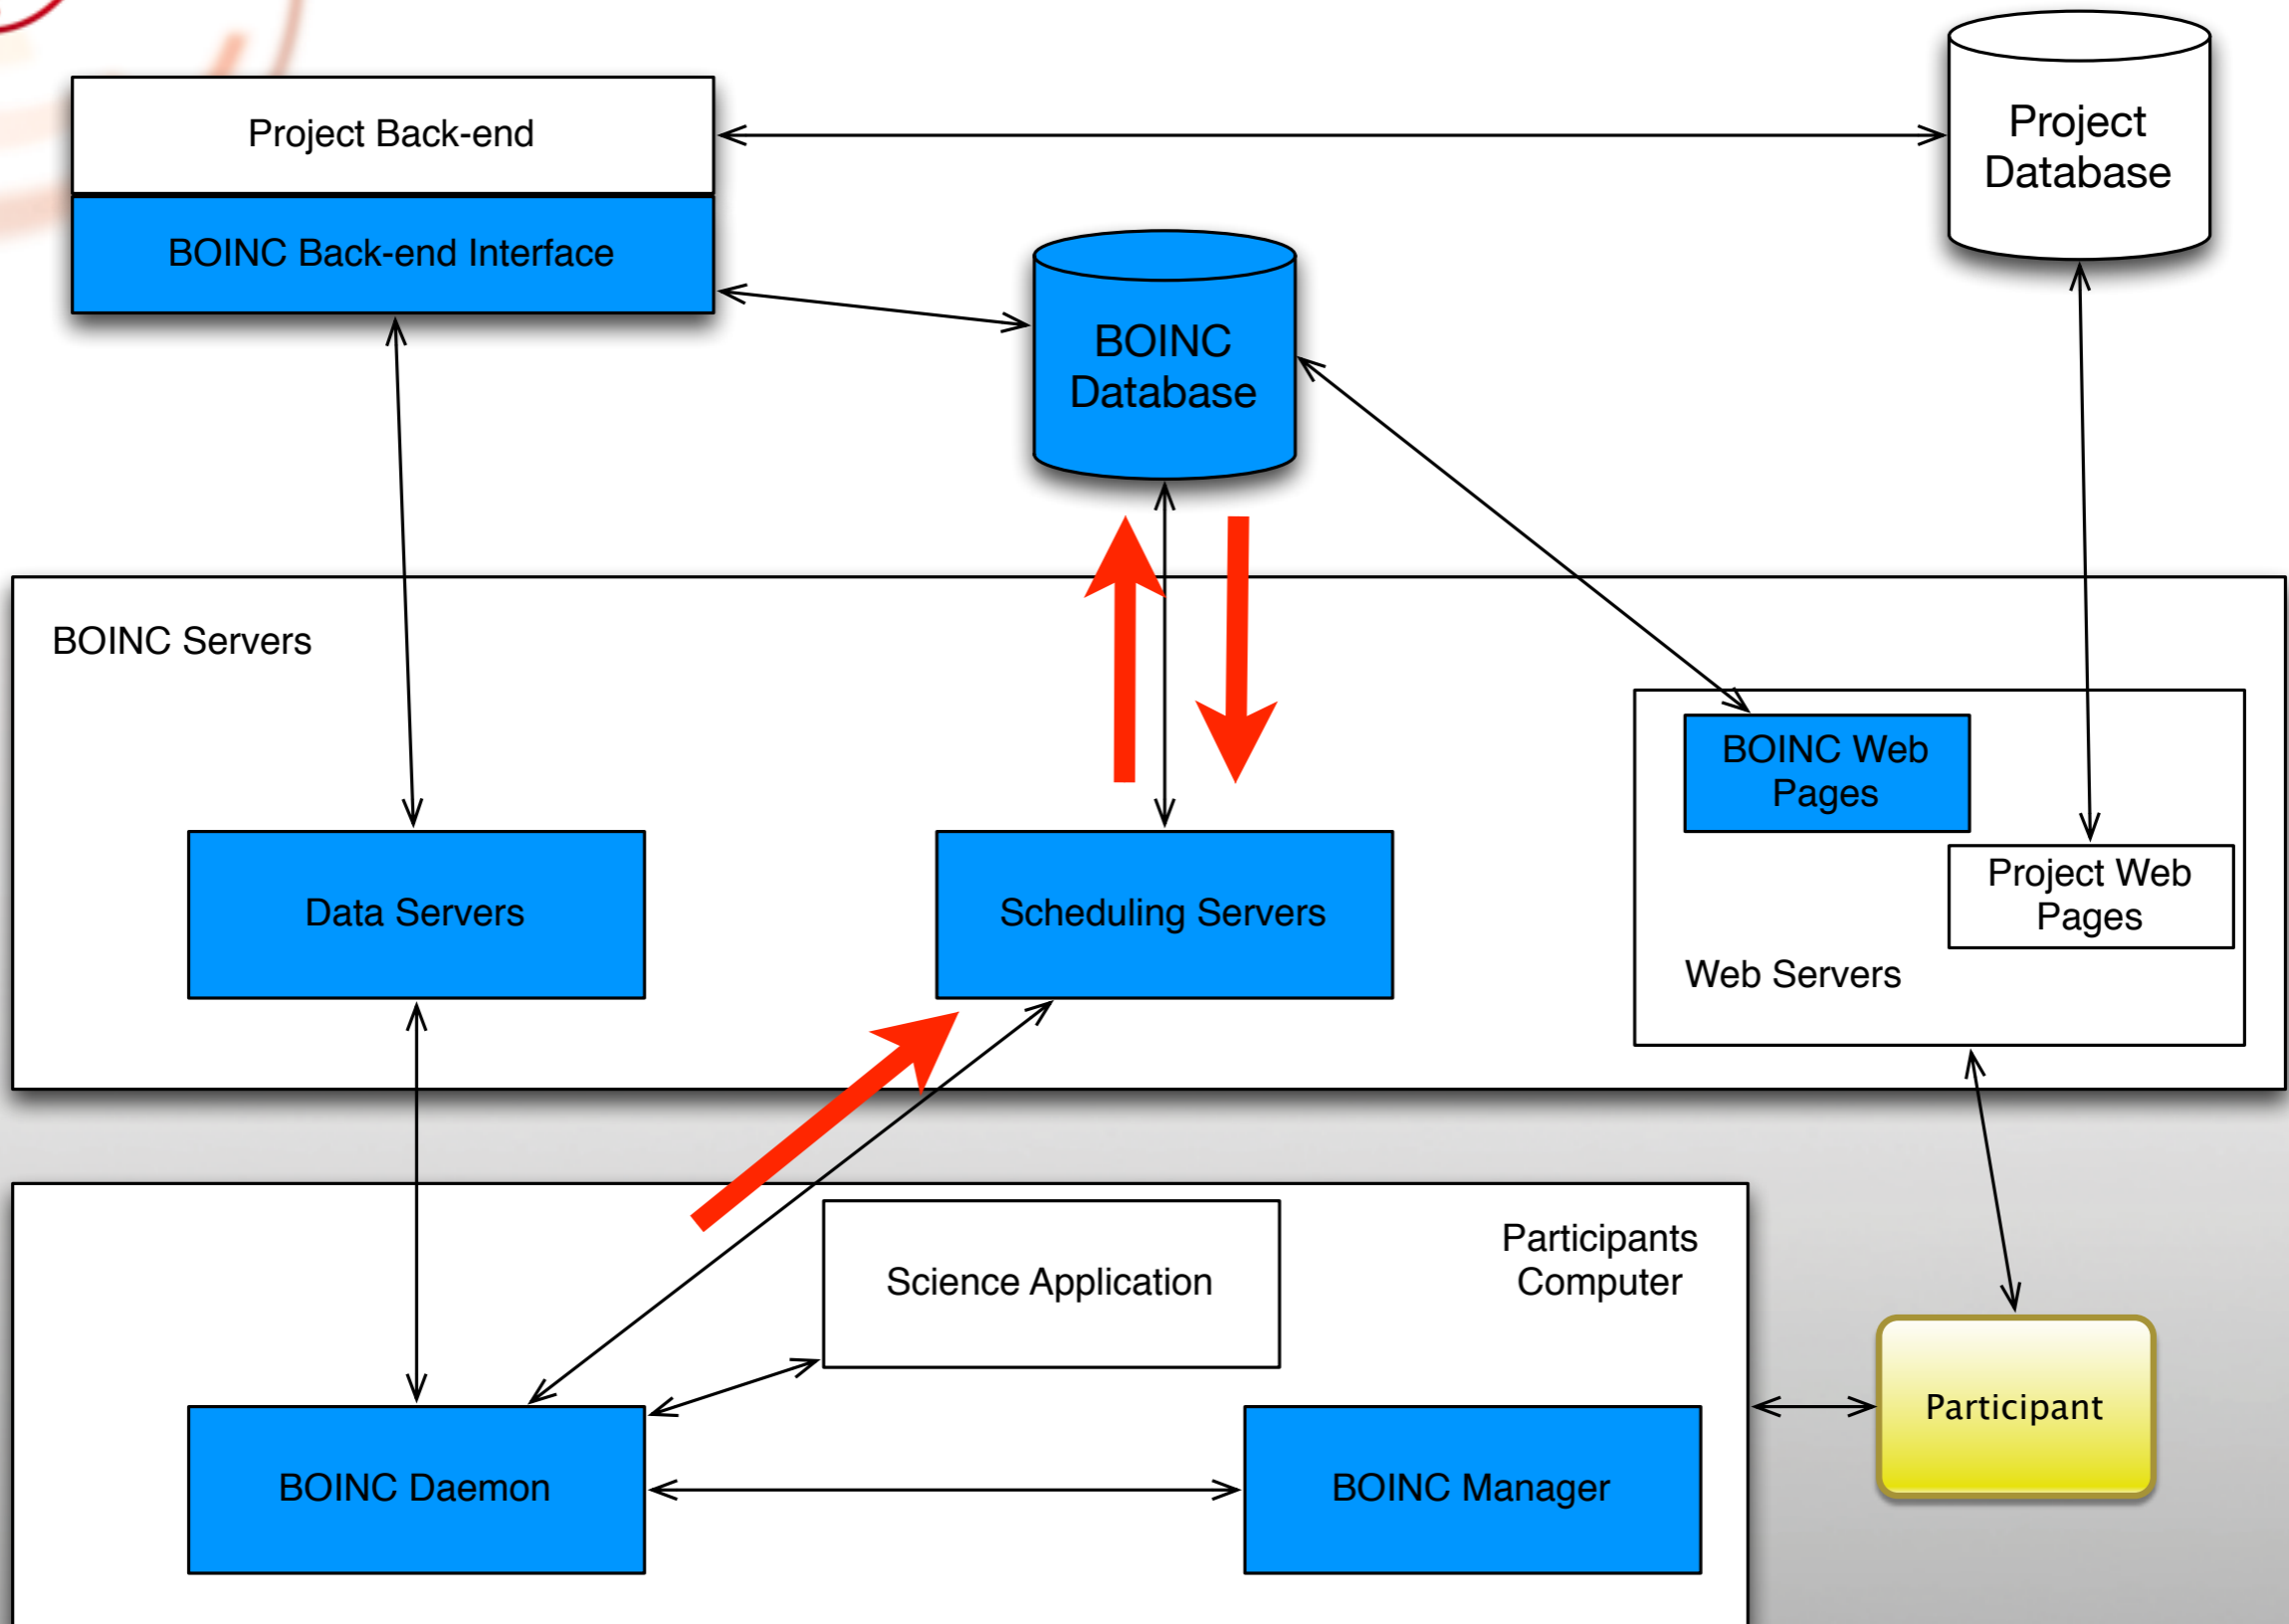 Project Back-end
Project
Database
BOINC Back-end Interface
BOINC
Database
BOINC Servers
BOINC Web
Pages
Data Servers
Scheduling Servers
Project Web
Pages
Web Servers
Participants
Computer
Science Application
Participant
BOINC Daemon
BOINC Manager